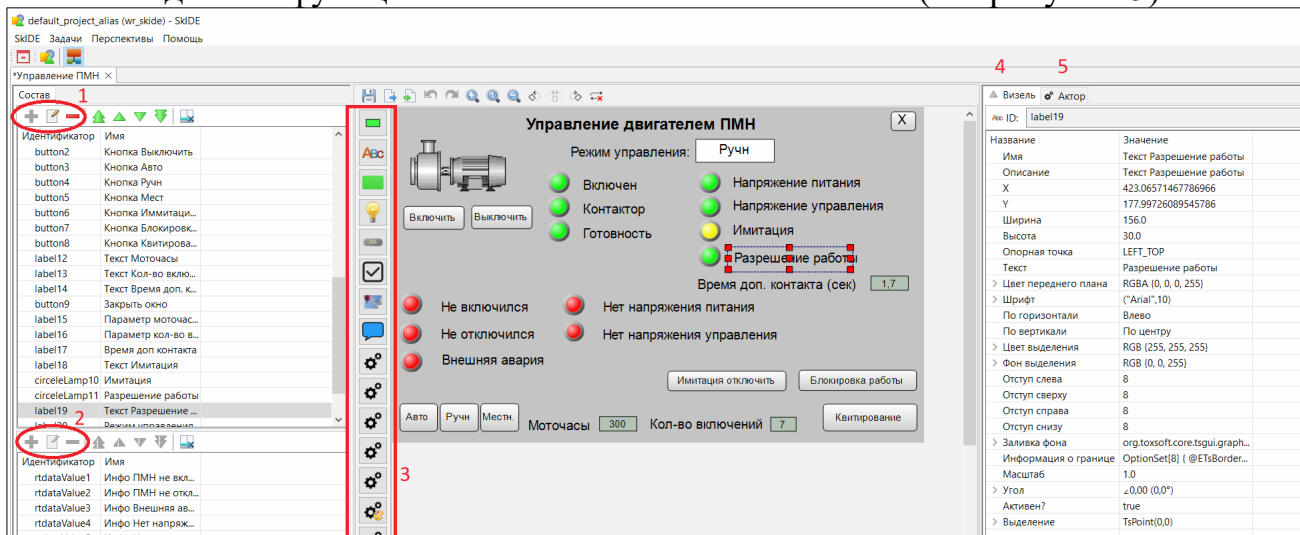 default_project_alias (wr_skide) - SkIDE
SkIDE Задачи Перспективы Помощь
*Управление ПМН
Состав
1
Идентификатор Имя
button2 Кнопка Выключить
button3 Кнопка Авто
button4 Кнопка Ручн
button5 Кнопка Мест
button6 Кнопка Иммитаци...
button7 Кнопка Блокировк...
button8 Кнопка Квитирова...
label12 Текст Моточасы
label13 Текст Кол-во вклю...
label14 Текст Время доп. к...
button9 Закрыть окно
label15 Параметр моточас...
label16 Параметр кол-во в...
label17 Время доп контакта
label18 Текст Имитация
circeleLamp10 Имитация
circeleLamp11 Разрешение работы
label19 Текст Разрешение ...
label20 Режим управления
2
Идентификатор Имя
rtdataValue1 Инфо ПМН не вкл...
rtdataValue2 Инфо ПМН не откл...
rtdataValue3 Инфо Внешняя ав...
rtdataValue4 Инфо Нет напряж...
ABC
OK
3
Управление двигателем ПМН
X
Режим управления: Ручн
Включен
Напряжение питания
Контактор
Напряжение управления
Включить Выключить
Готовность
Имитация
Разрешение работы
Время доп. контакта (сек) 1,7
Не включился
Нет напряжения питания
Не отключился
Нет напряжения управления
Внешняя авария
Имитация отключить
Блокировка работы
Авто Ручн Местн.
Моточасы 300
Кол-во включений 7
Квитирование
4
5
Визель Актор
ID: label19
Название Значение
Имя Текст Разрешение работы
Описание Текст Разрешение работы
X 423.06571467786966
Y 177.99726089545786
Ширина 156.0
Высота 30.0
Опорная точка LEFT_TOP
Текст Разрешение работы
Цвет переднего плана RGBA {0, 0, 0, 255}
Шрифт ("Arial",10)
По горизонтали Влево
По вертикали По центру
Цвет выделения RGB {255, 255, 255}
Фон выделения RGB {0, 0, 255}
Отступ слева 8
Отступ сверху 8
Отступ справа 8
Отступ снизу 8
Заливка фона org.toxsoft.core.tsgui.graph...
Информация о границе OptionSet[8] { @ETsBorder...
Масштаб 1.0
Угол ∠0,00 (0,0°)
Активен? true
Выделение TsPoint(0,0)